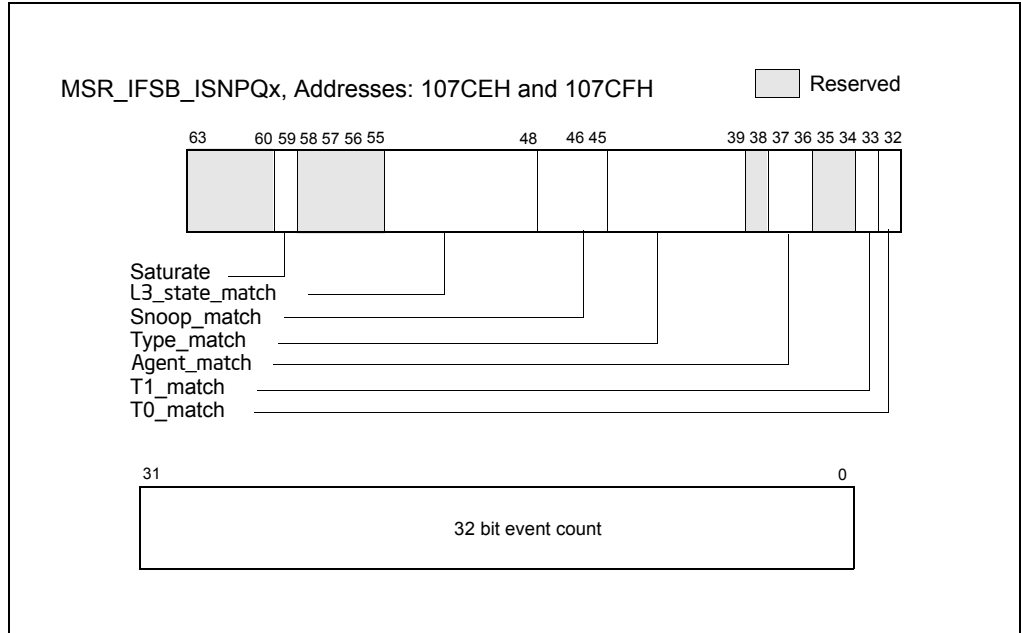 MSR_IFSB_ISNPQx, Addresses: 107CEH and 107CFH
Reserved
63 60 59 58 57 56 55 48 46 45 39 38 37 36 35 34 33 32
Saturate
L3_state_match
Snoop_match
Type_match
Agent_match
T1_match
T0_match
31 0
32 bit event count